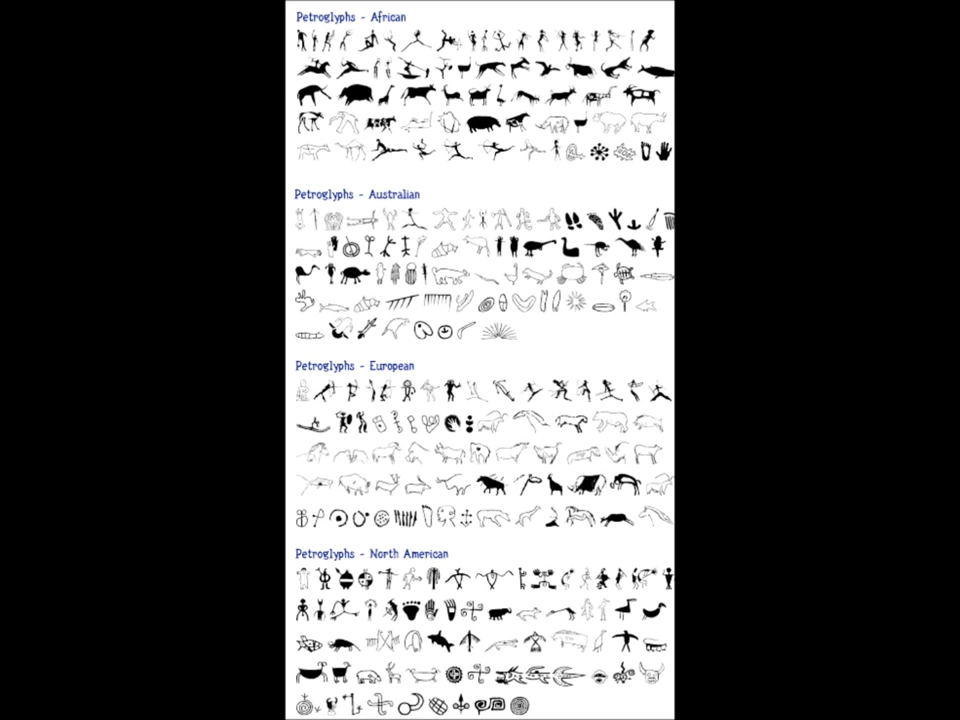 Petroglyphs - African
Petroglyphs - Australian
Petroglyphs - European
Petroglyphs - North American